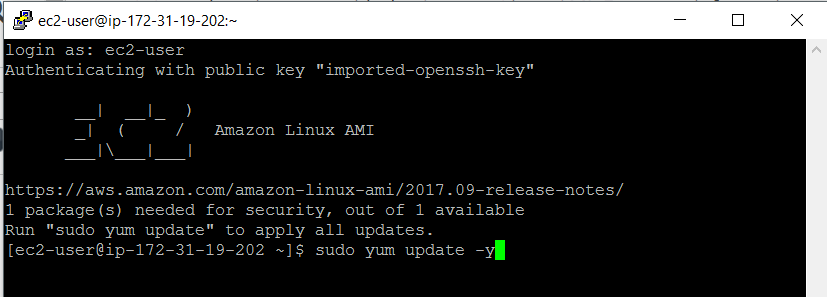 ec2-user@ip-172-31-19-202:~
login as: ec2-user
Authenticating with public key "imported-openssh-key"
__|  __|_  )
_|  (     /   Amazon Linux AMI
___|\___|___|
https://aws.amazon.com/amazon-linux-ami/2017.09-release-notes/
1 package(s) needed for security, out of 1 available
Run "sudo yum update" to apply all updates.
[ec2-user@ip-172-31-19-202 ~]$ sudo yum update -y